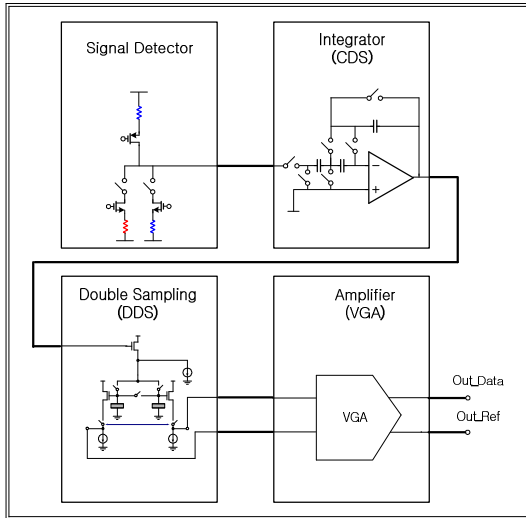 Signal Detector
Integrator
(CDS)
Double Sampling
(DDS)
Amplifier
(VGA)
VGA
Out_Data
Out_Ref